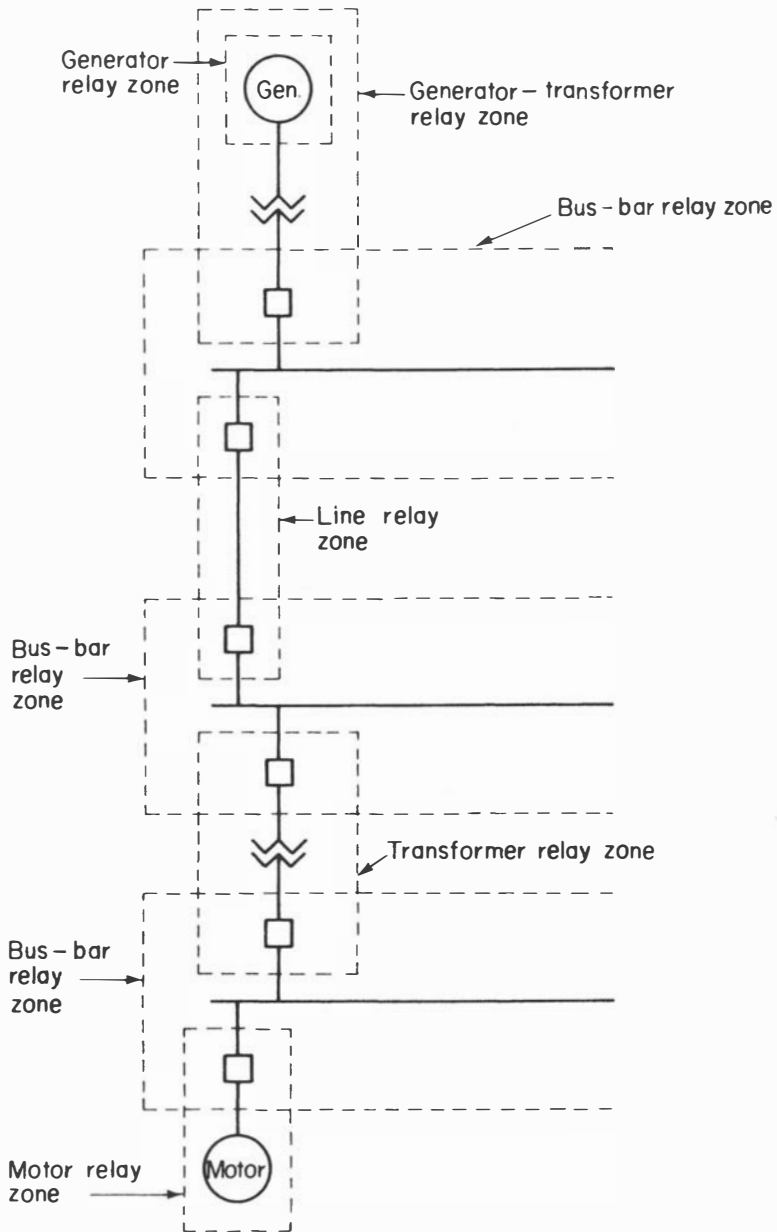 Generator
relay zone
Gen.
Generator - transformer
relay zone
Bus - bar relay zone
Line relay
zone
Bus - bar
relay
zone
Transformer relay zone
Bus - bar
relay
zone
Motor relay
zone
Motor